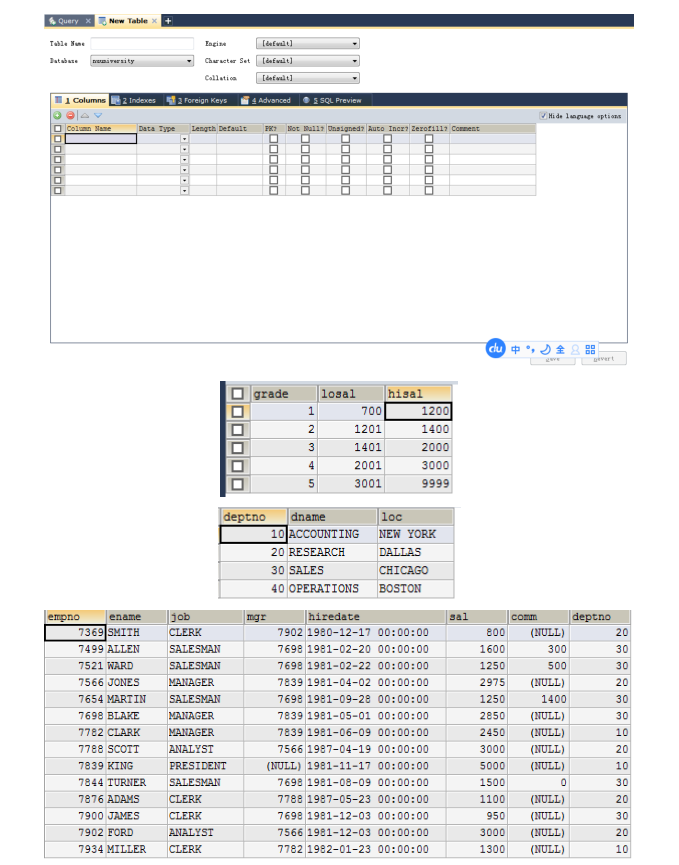 Query New Table
Table Name Engine [default]
Database nsuniversity Character Set [default]
Collation [default]
1 Columns 2 Indexes 3 Foreign Keys 4 Advanced 5 SQL Preview
Hide language options
Column Name Data Type Length Default PK? Not Null? Unsigned? Auto Incr? Zerofill? Comment
du 中 °, 全
Revert
grade losal hisal
1 700 1200
2 1201 1400
3 1401 2000
4 2001 3000
5 3001 9999
deptno dname loc
10 ACCOUNTING NEW YORK
20 RESEARCH DALLAS
30 SALES CHICAGO
40 OPERATIONS BOSTON
empno ename job mgr hiredate sal comm deptno
7369 SMITH CLERK 7902 1980-12-17 00:00:00 800 (NULL) 20
7499 ALLEN SALESMAN 7698 1981-02-20 00:00:00 1600 300 30
7521 WARD SALESMAN 7698 1981-02-22 00:00:00 1250 500 30
7566 JONES MANAGER 7839 1981-04-02 00:00:00 2975 (NULL) 20
7654 MARTIN SALESMAN 7698 1981-09-28 00:00:00 1250 1400 30
7698 BLAKE MANAGER 7839 1981-05-01 00:00:00 2850 (NULL) 30
7782 CLARK MANAGER 7839 1981-06-09 00:00:00 2450 (NULL) 10
7788 SCOTT ANALYST 7566 1987-04-19 00:00:00 3000 (NULL) 20
7839 KING PRESIDENT (NULL) 1981-11-17 00:00:00 5000 (NULL) 10
7844 TURNER SALESMAN 7698 1981-08-09 00:00:00 1500 0 30
7876 ADAMS CLERK 7788 1987-05-23 00:00:00 1100 (NULL) 20
7900 JAMES CLERK 7698 1981-12-03 00:00:00 950 (NULL) 30
7902 FORD ANALYST 7566 1981-12-03 00:00:00 3000 (NULL) 20
7934 MILLER CLERK 7782 1982-01-23 00:00:00 1300 (NULL) 10